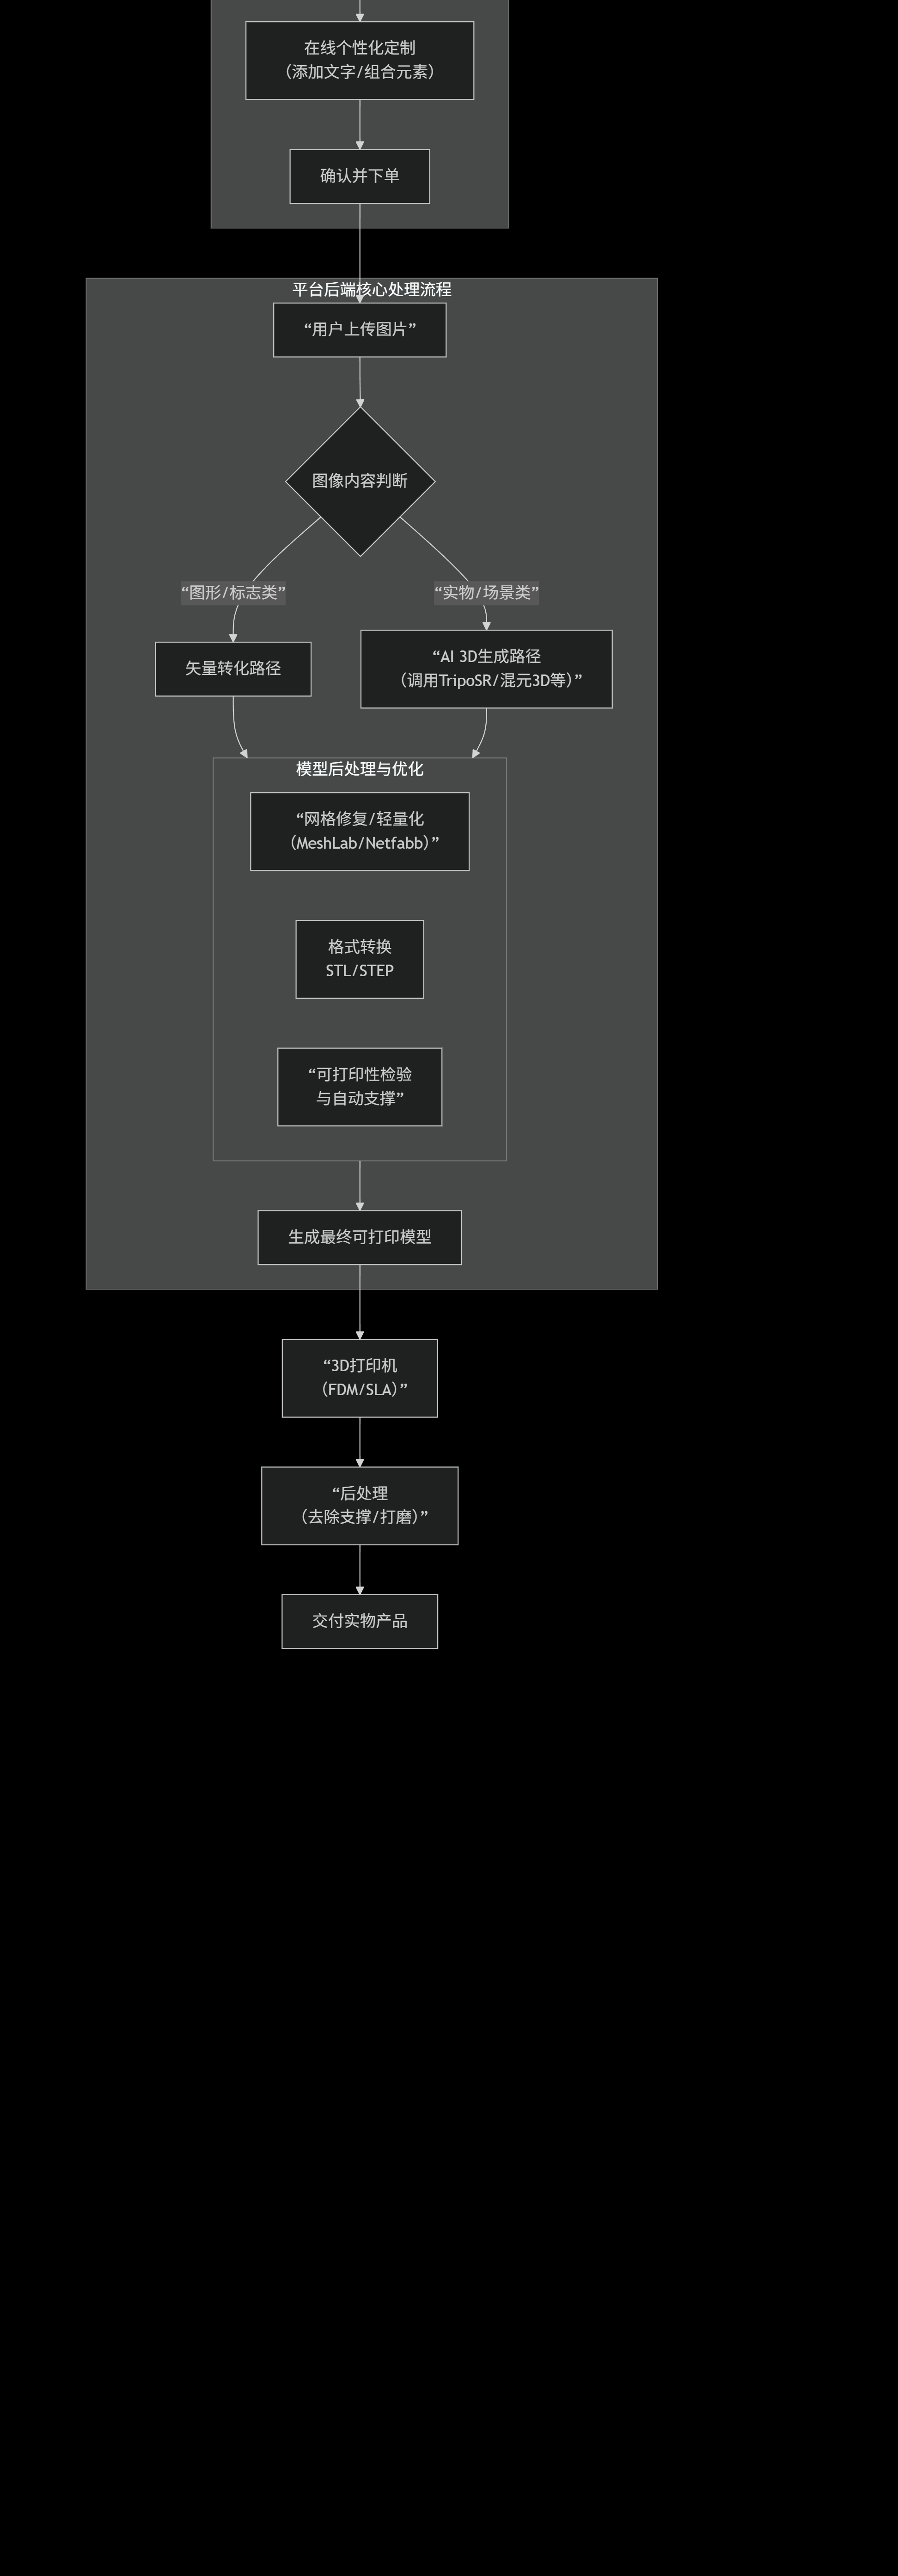 在线个性化定制
（添加文字/组合元素）
确认并下单
平台后端核心处理流程
“用户上传图片”
图像内容判断
“图形/标志类”
“实物/场景类”
矢量转化路径
“AI 3D生成路径
（调用TripoSR/混元3D等）”
模型后处理与优化
“网格修复/轻量化
（MeshLab/Netfabb）”
格式转换
STL/STEP
“可打印性检验
与自动支撑”
生成最终可打印模型
“3D打印机
（FDM/SLA）”
“后处理
（去除支撑/打磨）”
交付实物产品